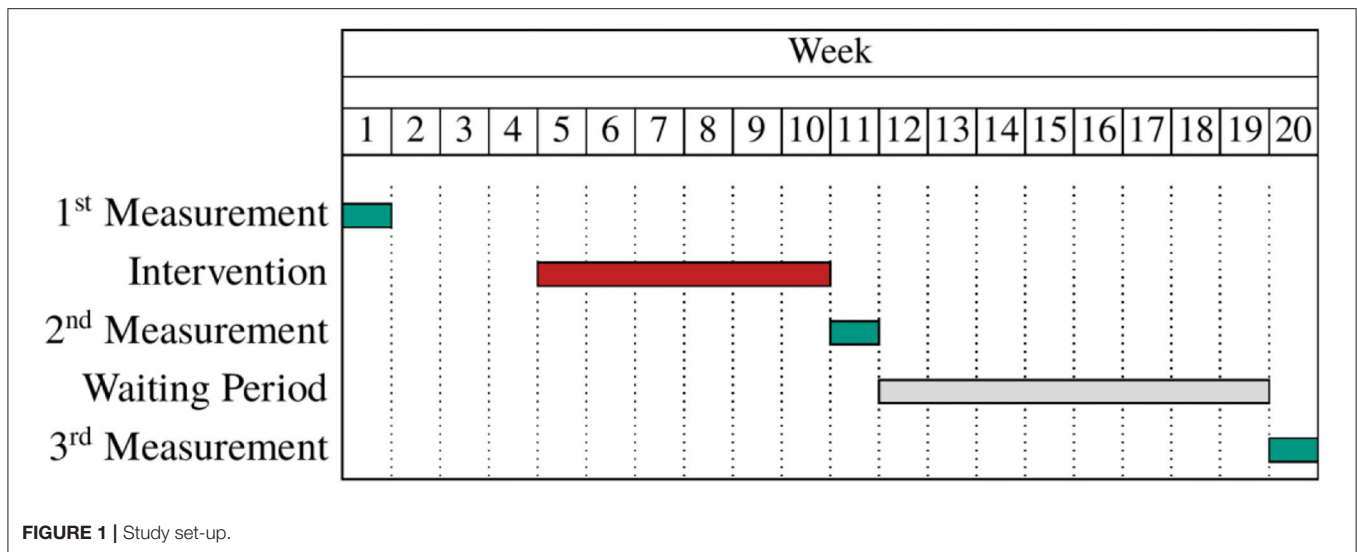 Week
1 2 3 4 5 6 7 8 9 10 11 12 13 14 15 16 17 18 19 20
1st Measurement
Intervention
2nd Measurement
Waiting Period
3rd Measurement
FIGURE 1 | Study set-up.